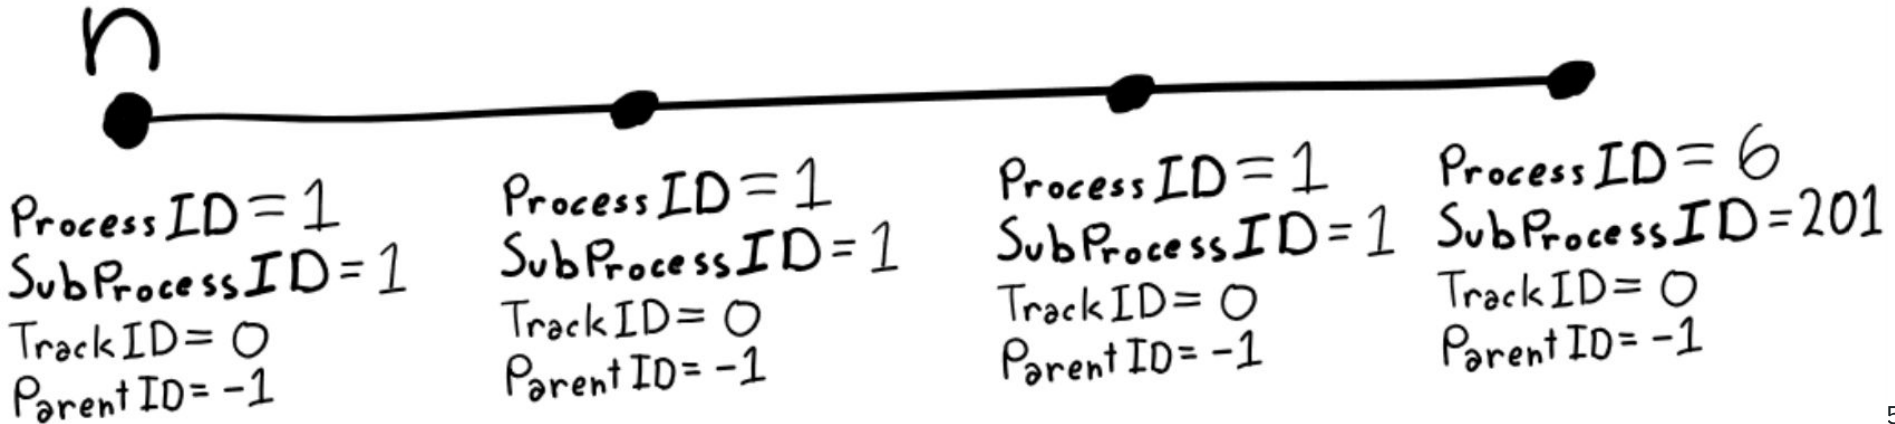 n
ProcessID=1
SubProcessID=1
TrackID=0
ParentID=-1
ProcessID=1
SubProcessID=1
TrackID=0
ParentID=-1
ProcessID=1
SubProcessID=1
TrackID=0
ParentID=-1
ProcessID=6
SubProcessID=201
TrackID=0
ParentID=-1